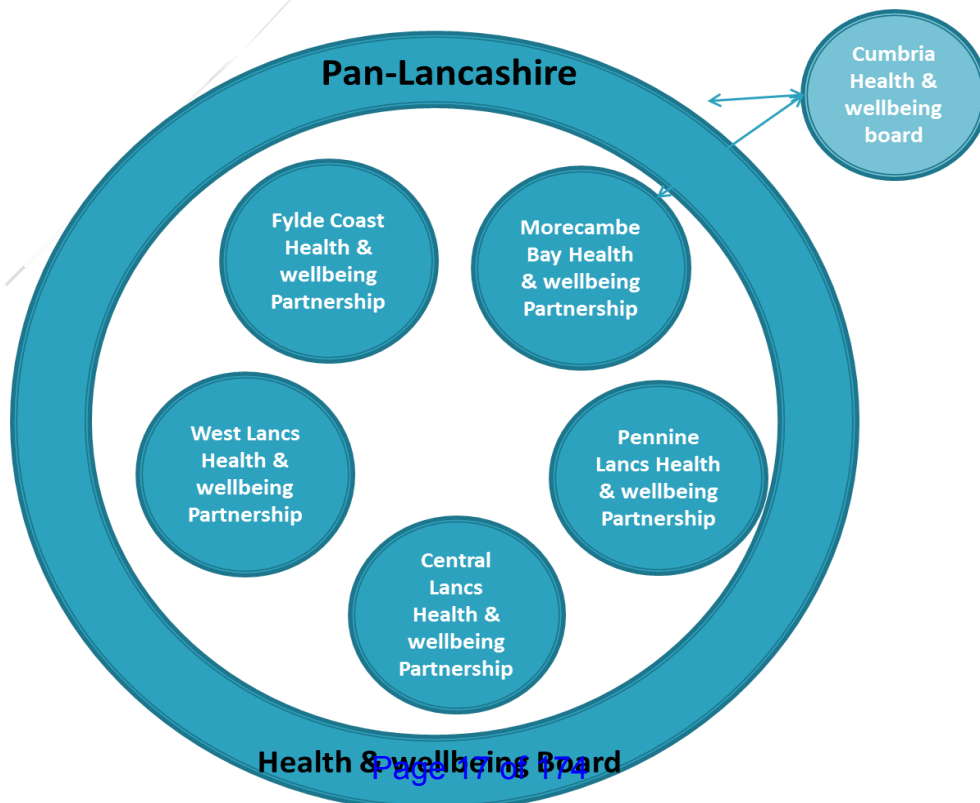 Pan-Lancashire
Cumbria
Health &
wellbeing
board
Fylde Coast
Health &
wellbeing
Partnership
Morecambe
Bay Health
& wellbeing
Partnership
West Lancs
Health &
wellbeing
Partnership
Pennine
Lancs Health
& wellbeing
Partnership
Central
Lancs
Health &
wellbeing
Partnership
Health & wellbeing Board
Page 17 of 174